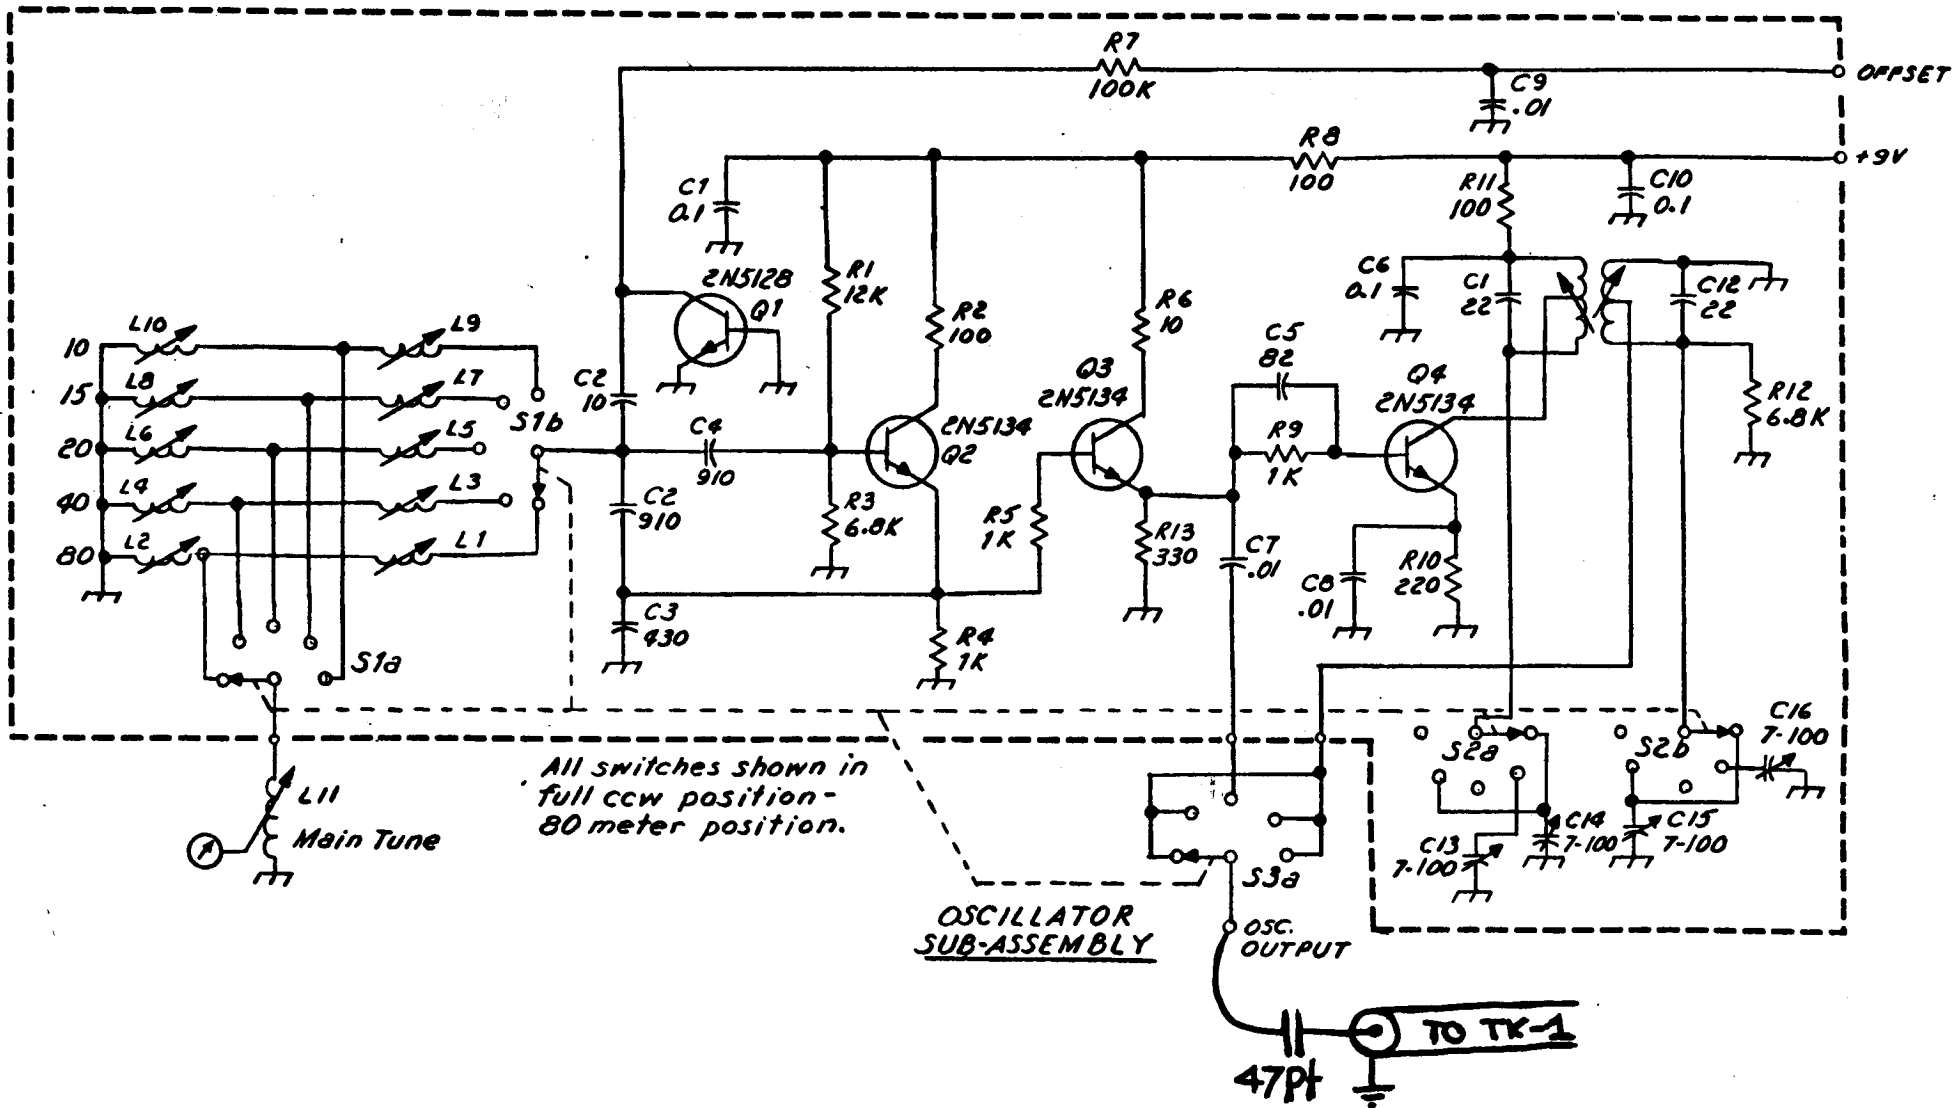 R7
100K
OFFSET
C9
.01
R8
100
+9V
C1
0.1
R11
100
C10
0.1
2N5128
Q1
R1
12K
R2
100
R6
10
C6
0.1
C1
22
C12
22
10
L10
L9
15
L8
L7
20
L6
L5
40
L4
L3
80
L2
L1
S1b
C2
10
C4
910
2N5134
Q2
Q3
2N5134
C5
82
R9
1K
Q4
2N5134
R12
6.8K
C2
910
R3
6.8K
R5
1K
R13
330
C7
.01
C8
.01
R10
220
C3
430
R4
1K
S1a
L11
Main Tune
All switches shown in
full ccw position-
80 meter position.
S2a
S2b
C16
7-100
C13
7-100
C14
7-100
C15
7-100
S3a
OSCILLATOR
SUB-ASSEMBLY
OSC.
OUTPUT
47pf
TO TK-1